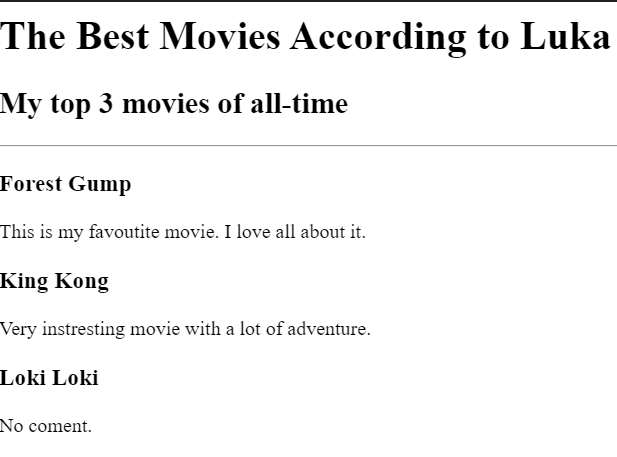 The Best Movies According to Luka
My top 3 movies of all-time
Forest Gump
This is my favoutite movie. I love all about it.
King Kong
Very instresting movie with a lot of adventure.
Loki Loki
No coment.